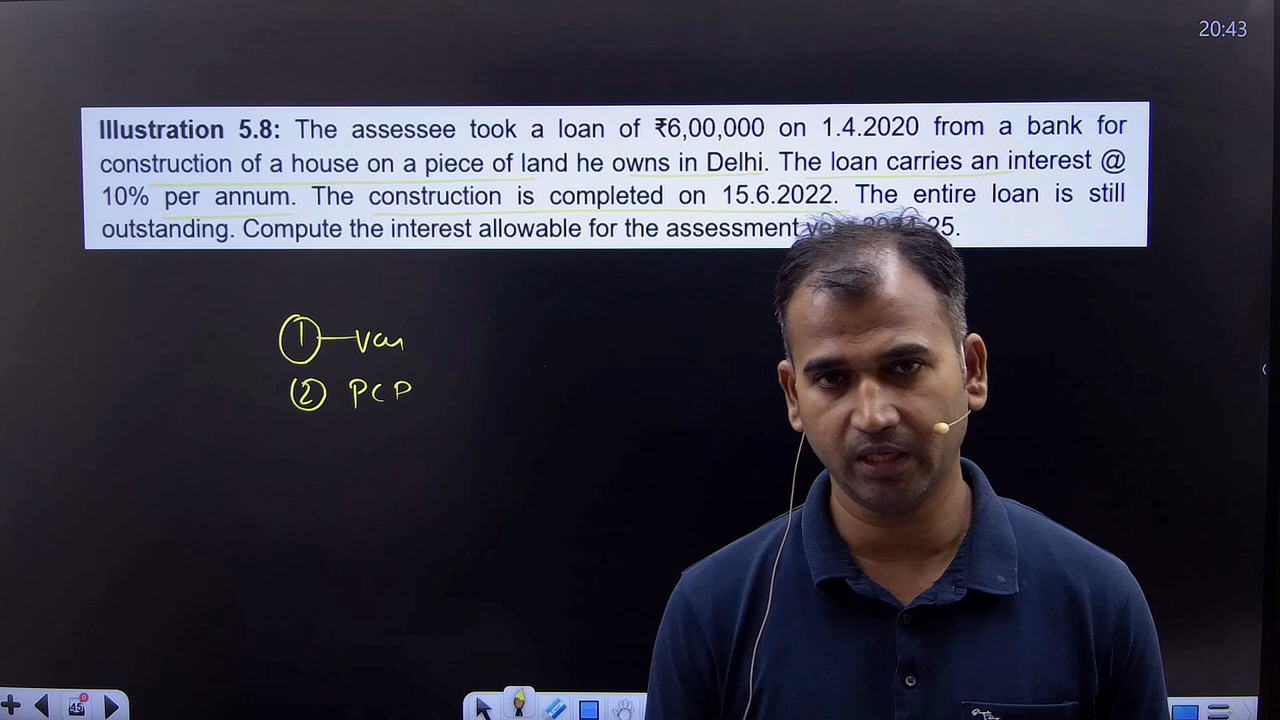 20:43
Illustration 5.8: The assessee took a loan of ₹6,00,000 on 1.4.2020 from a bank for
construction of a house on a piece of land he owns in Delhi. The loan carries an interest @
10% per annum. The construction is completed on 15.6.2022. The entire loan is still
outstanding. Compute the interest allowable for the assessment 25.
1
2 PCP
45